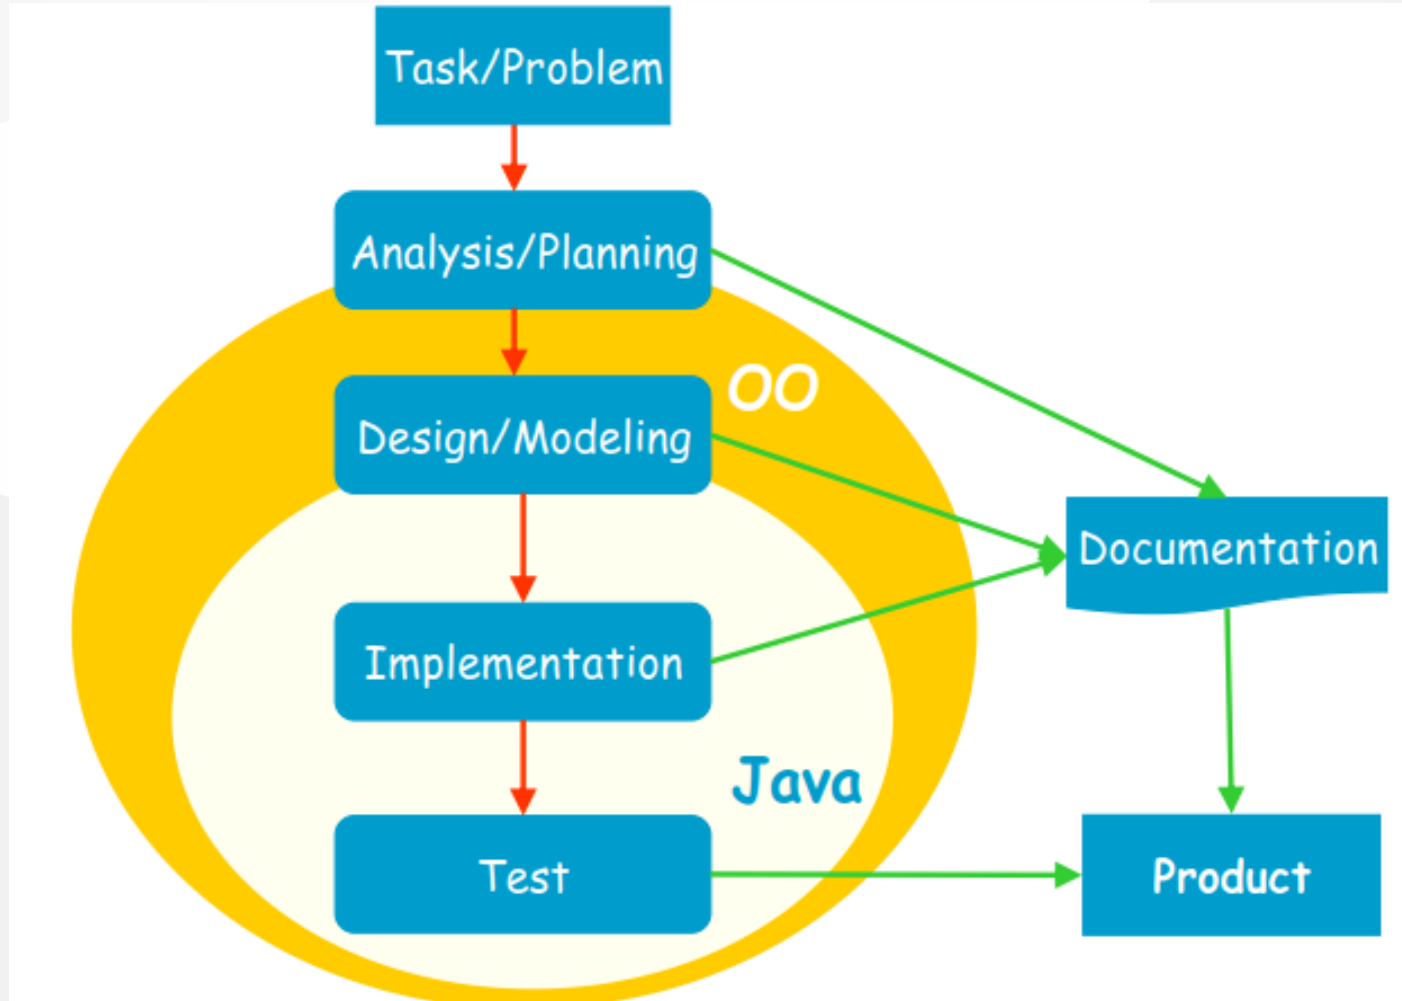 Task/Problem
Analysis/Planning
OO
Design/Modeling
Documentation
Implementation
Java
Test
Product